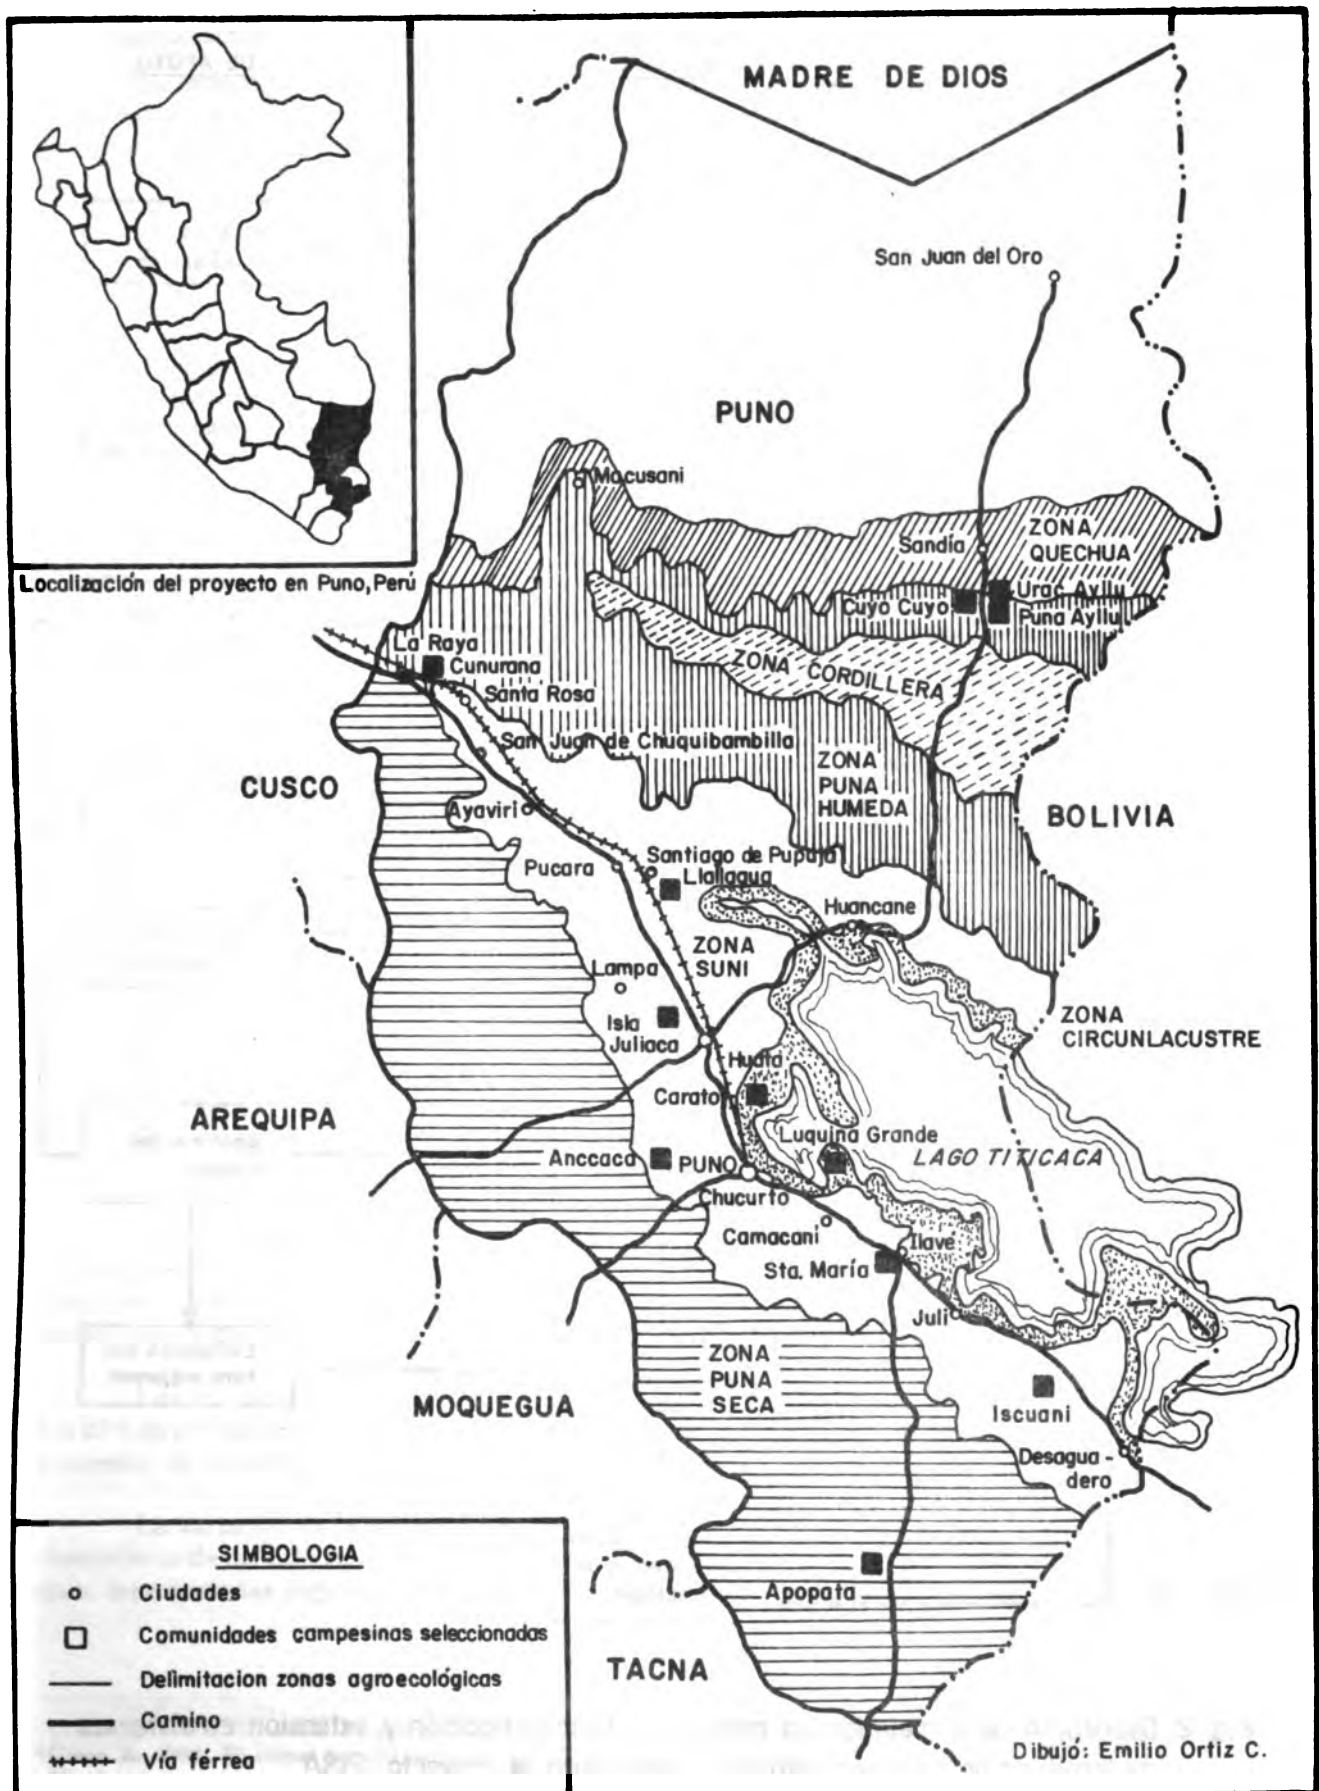 MADRE DE DIOS
San Juan del Oro
PUNO
Macusani
ZONA
QUECHUA
Sandía
Urac Ayllu
Cuyo Cuyo
Puna Ayllu
Localización del proyecto en Puno, Perú
La Raya
Cunurana
ZONA CORDILLERA
Santa Rosa
San Juan de Chuquibambilla
ZONA
PUNA
HUMEDA
CUSCO
BOLIVIA
Ayaviri
Pucara
Santiago de Pupuja
Llallagua
Huancane
ZONA
SUNI
Lampa
ZONA
CIRCUNLACUSTRE
Isla
Juliaca
Huata
Carato
AREQUIPA
Luquina Grande
LAGO TITICACA
Anccaca
PUNO
Chucurto
Camacani
Ilave
Sta. María
Juli
ZONA
PUNA
SECA
MOQUEGUA
Iscuani
Desagua-
dero
Apopata
TACNA
SIMBOLOGIA
Ciudades
Comunidades campesinas seleccionadas
Delimitacion zonas agroecológicas
Camino
Vía férrea
Dibujó: Emilio Ortiz C.